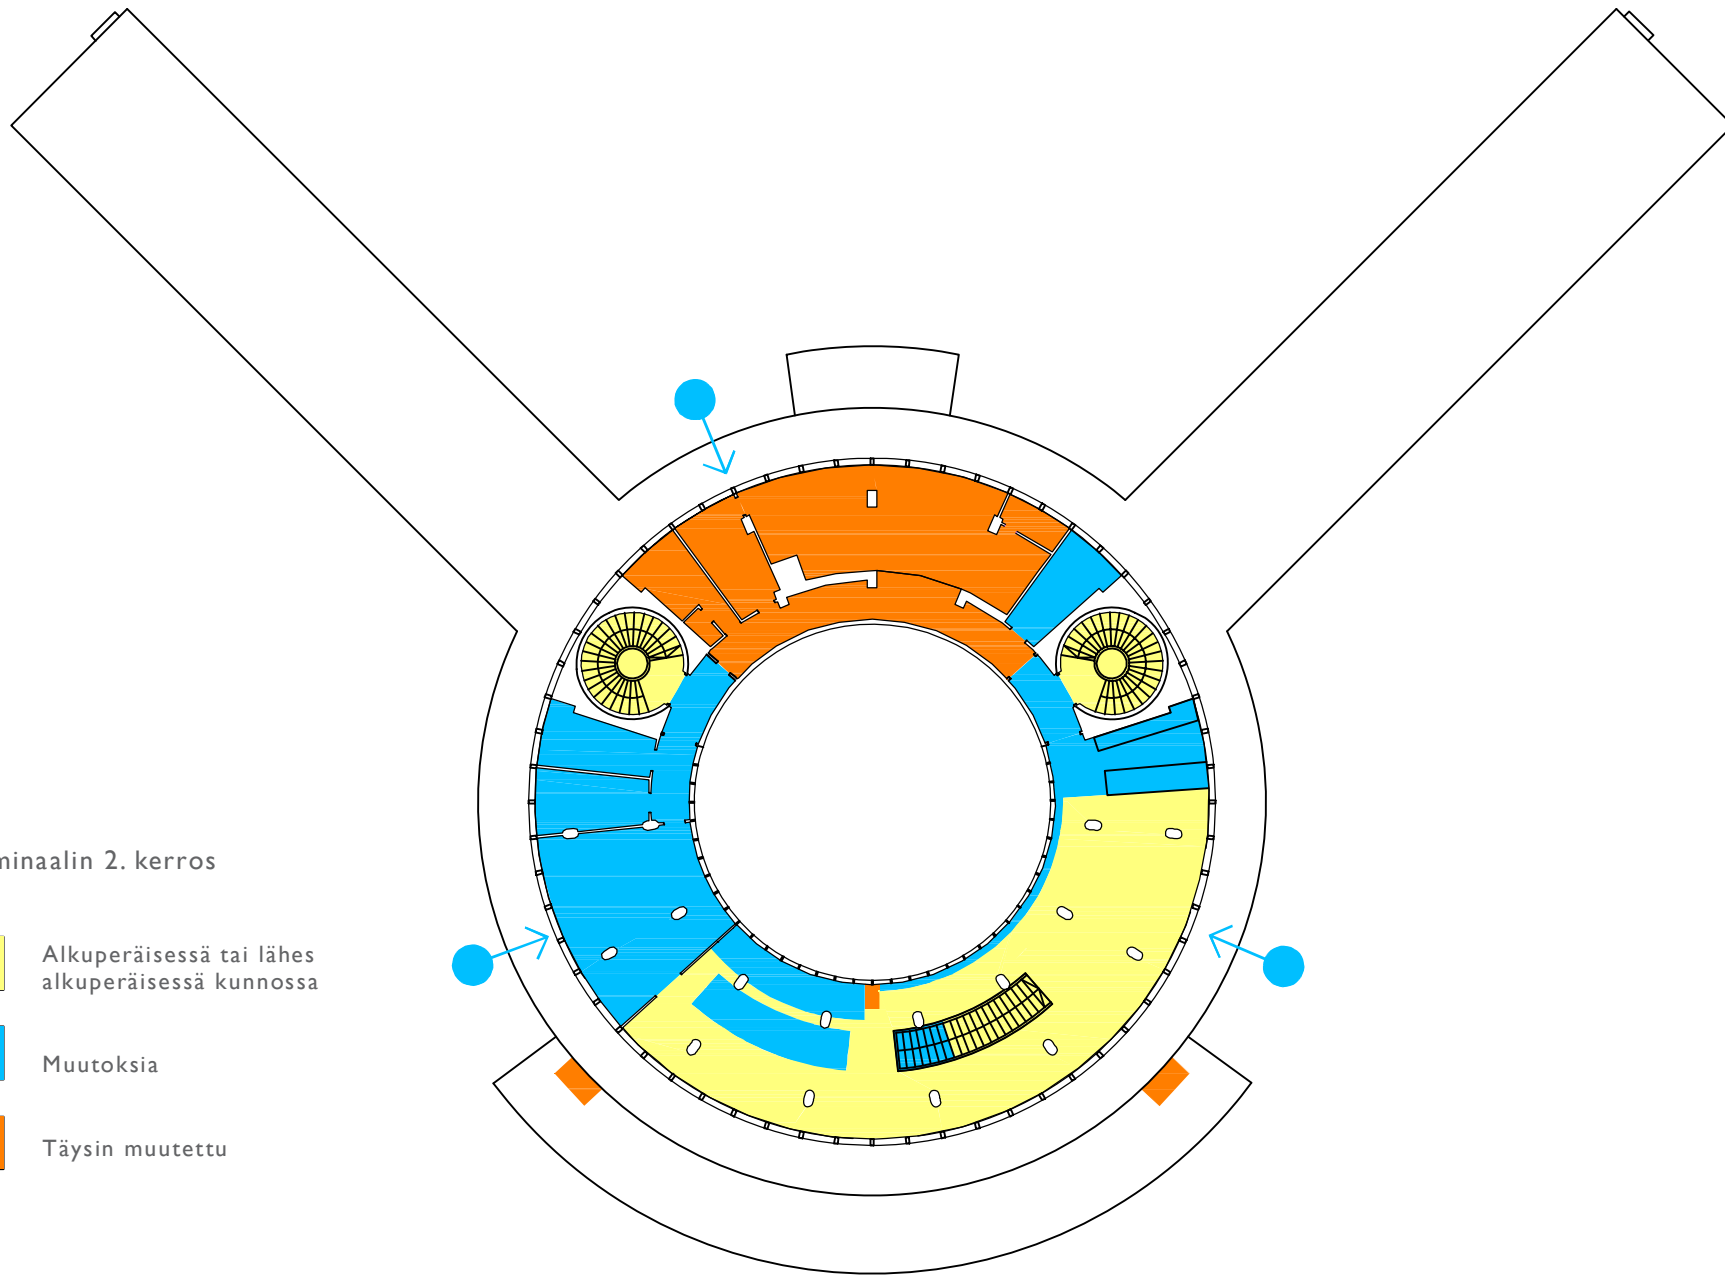 minaalin 2. kerros
Alkuperäisessä tai lähes
alkuperäisessä kunnossa
Muutoksia
Täysin muutettu